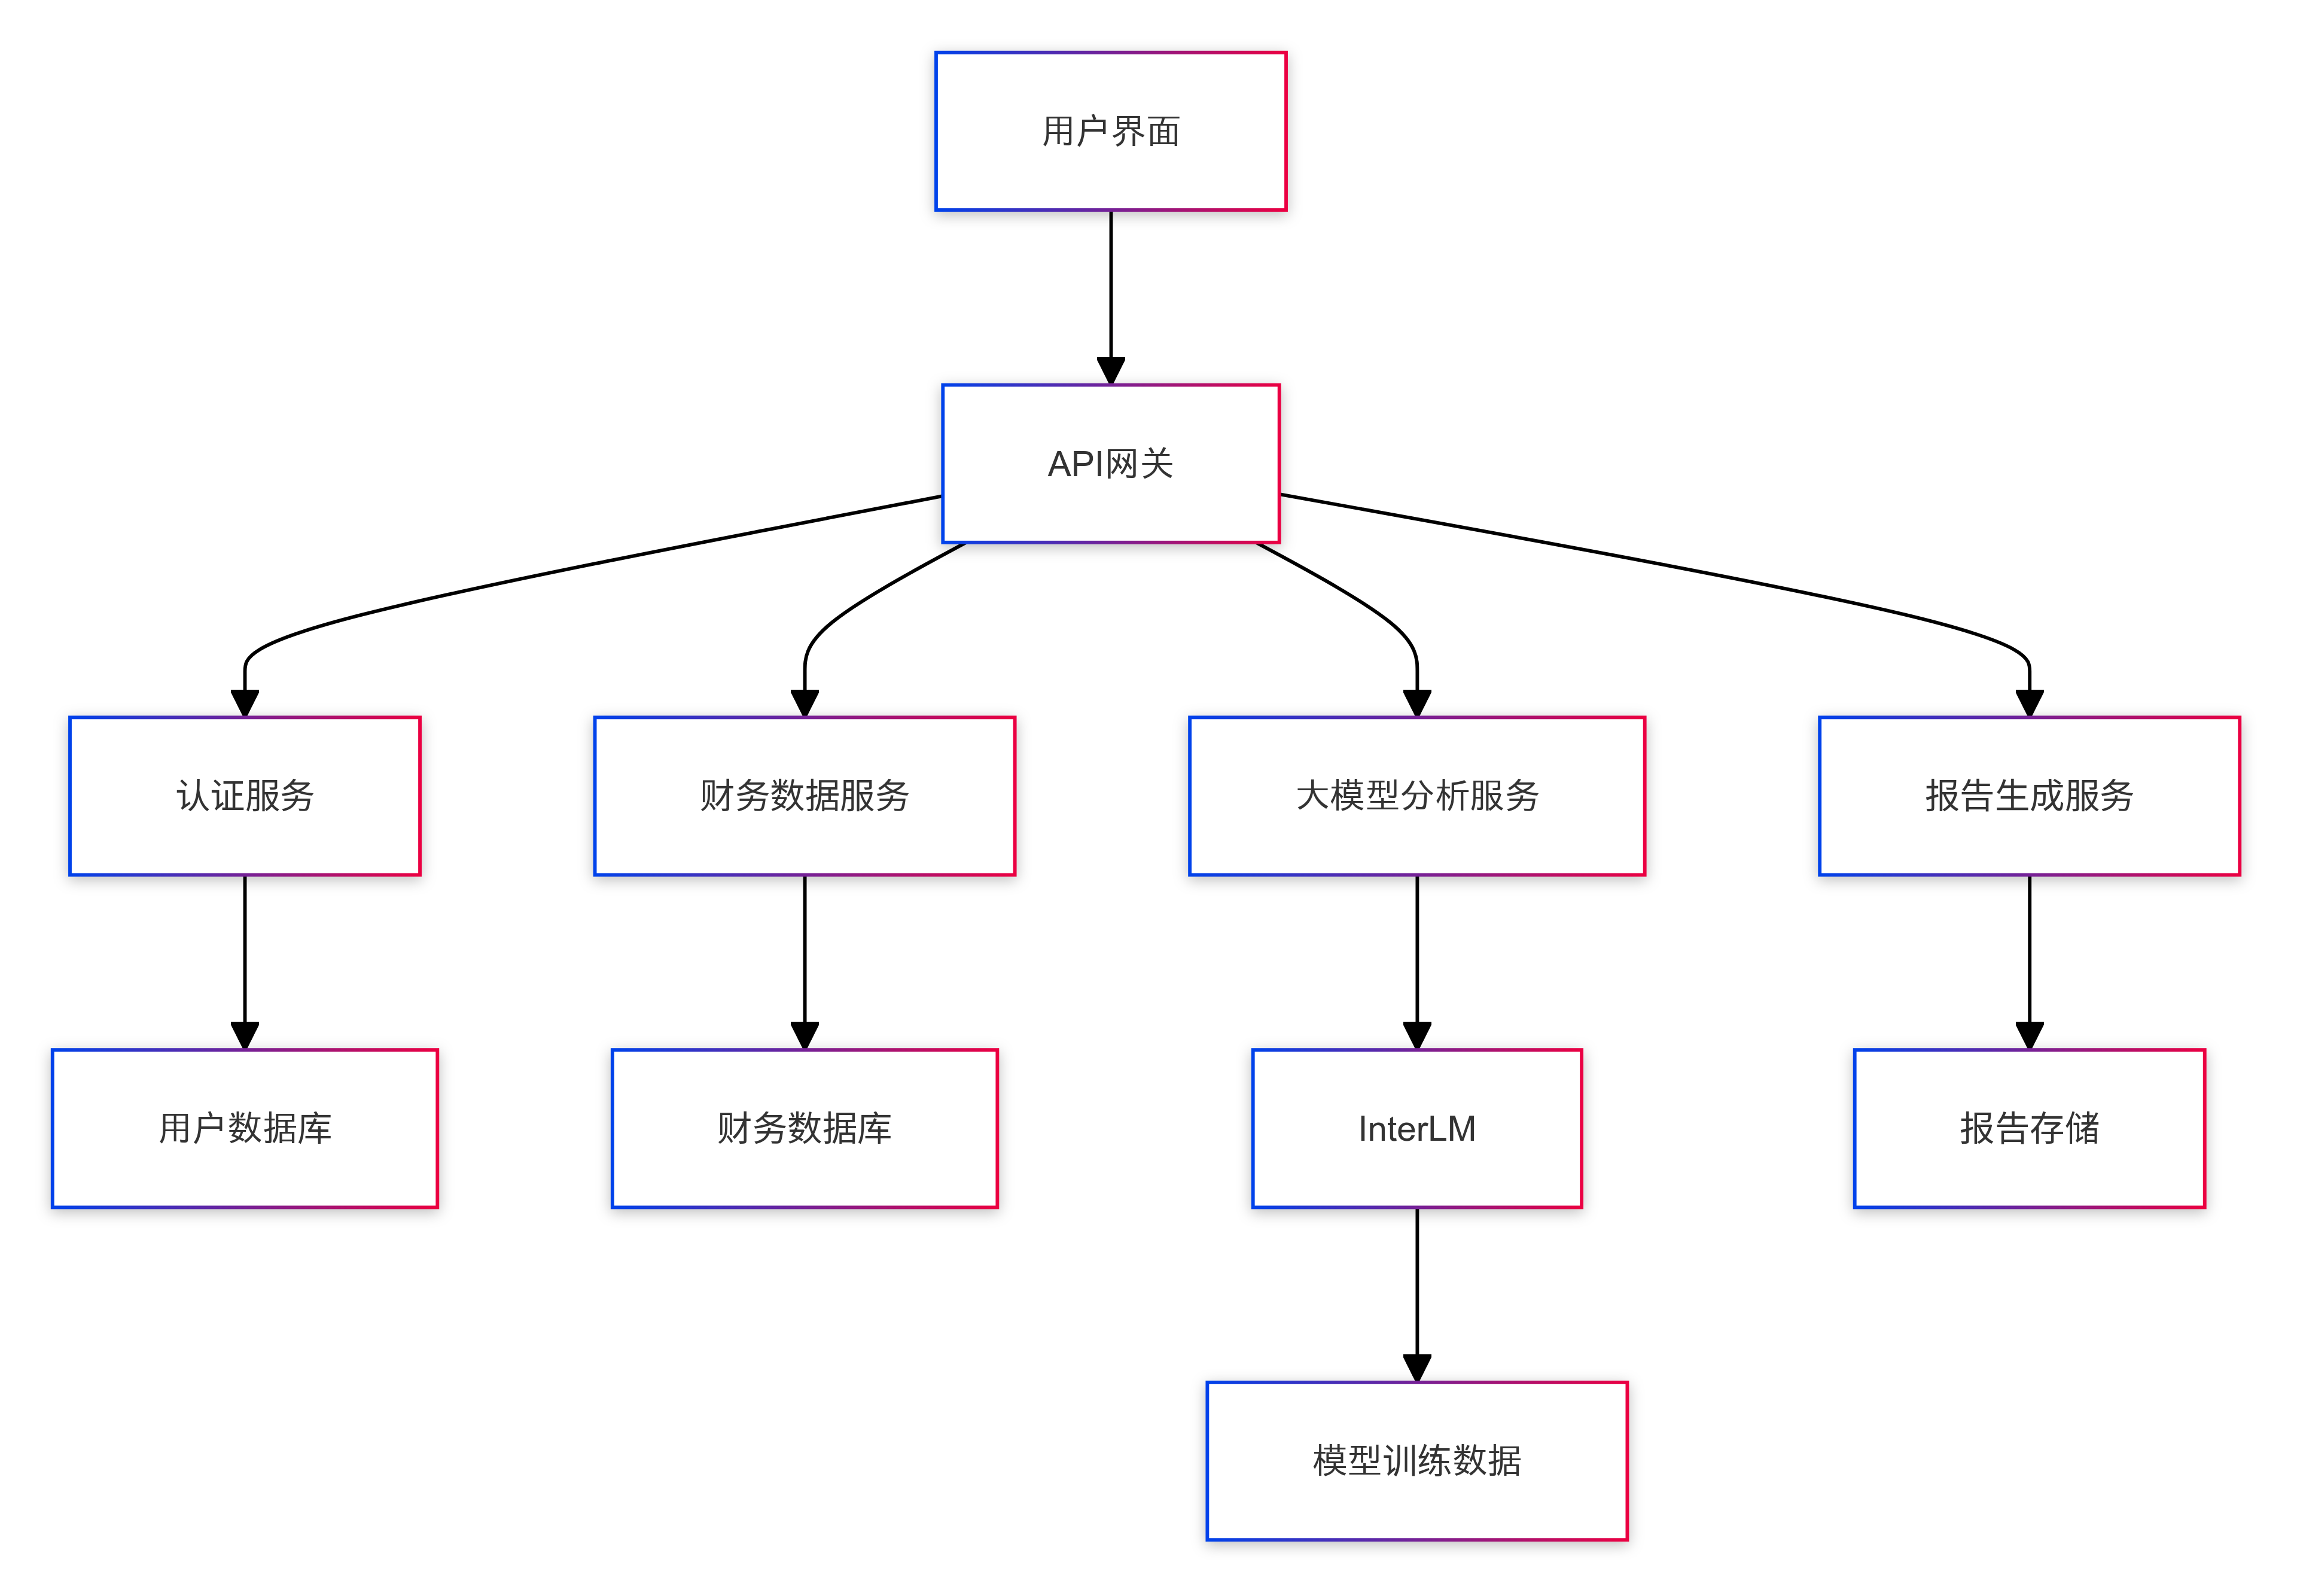 用户界面
API网关
认证服务
财务数据服务
大模型分析服务
报告生成服务
用户数据库
财务数据库
InterLM
报告存储
模型训练数据